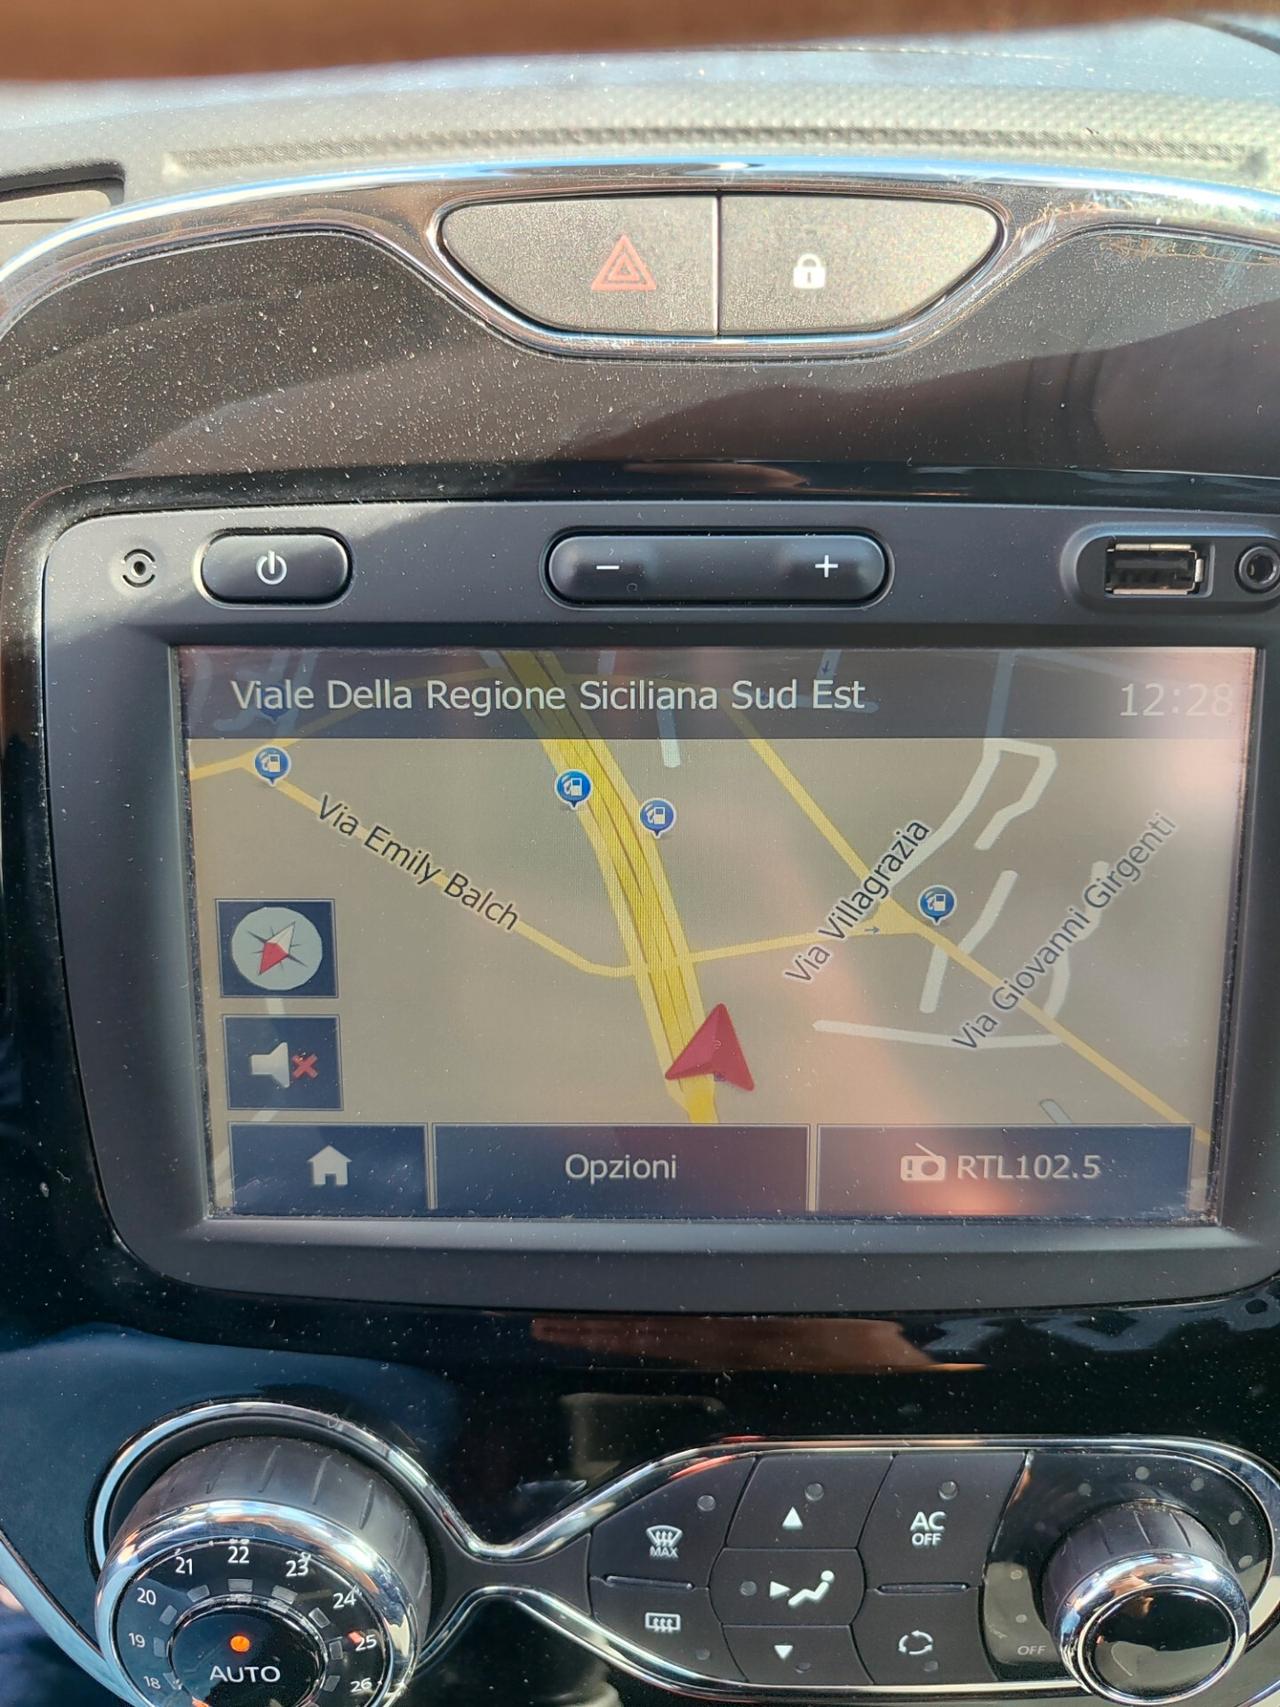 Viale Della Regione Siciliana Sud Est
12:28
Via Emily Balch
Via Villagrazia
Via Giovanni Girgenti
Opzioni
RTL102.5
MAX
AC
OFF
OFF
18
19
20
21
22
23
24
25
26
AUTO